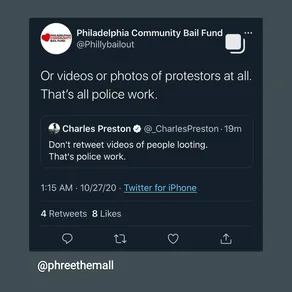 Philadelphia Community Bail Fund
@Phillybailout
Or videos or photos of protestors at all.
That's all police work.
Charles Preston @_CharlesPreston · 19m
Don't retweet videos of people looting.
That's police work.
1:15 AM · 10/27/20 · Twitter for iPhone
4 Retweets 8 Likes
@phreethemall